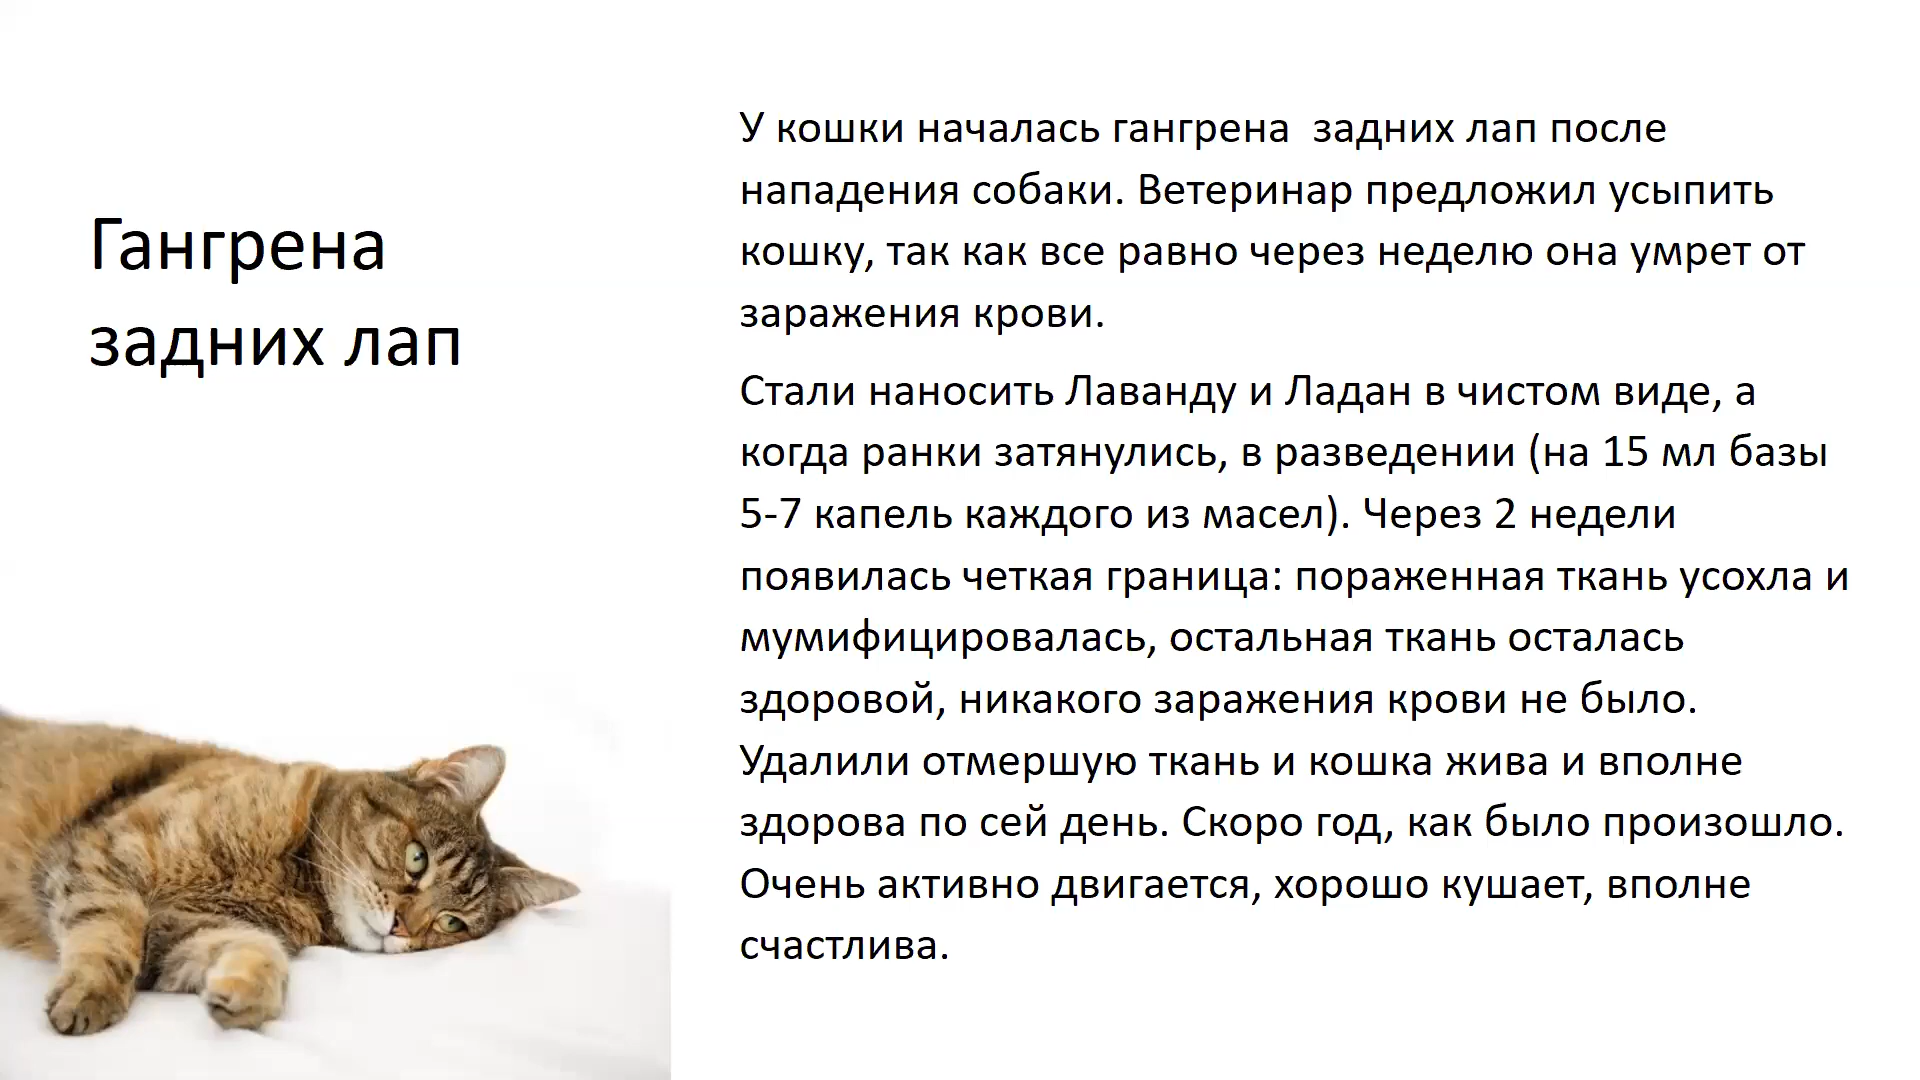 Гангрена
задних лап
У кошки началась гангрена  задних лап после
нападения собаки. Ветеринар предложил усыпить
кошку, так как все равно через неделю она умрет от
заражения крови.
Стали наносить Лаванду и Ладан в чистом виде, а
когда ранки затянулись, в разведении (на 15 мл базы
5-7 капель каждого из масел). Через 2 недели
появилась четкая граница: пораженная ткань усохла и
мумифицировалась, остальная ткань осталась
здоровой, никакого заражения крови не было.
Удалили отмершую ткань и кошка жива и вполне
здорова по сей день. Скоро год, как было произошло.
Очень активно двигается, хорошо кушает, вполне
счастлива.